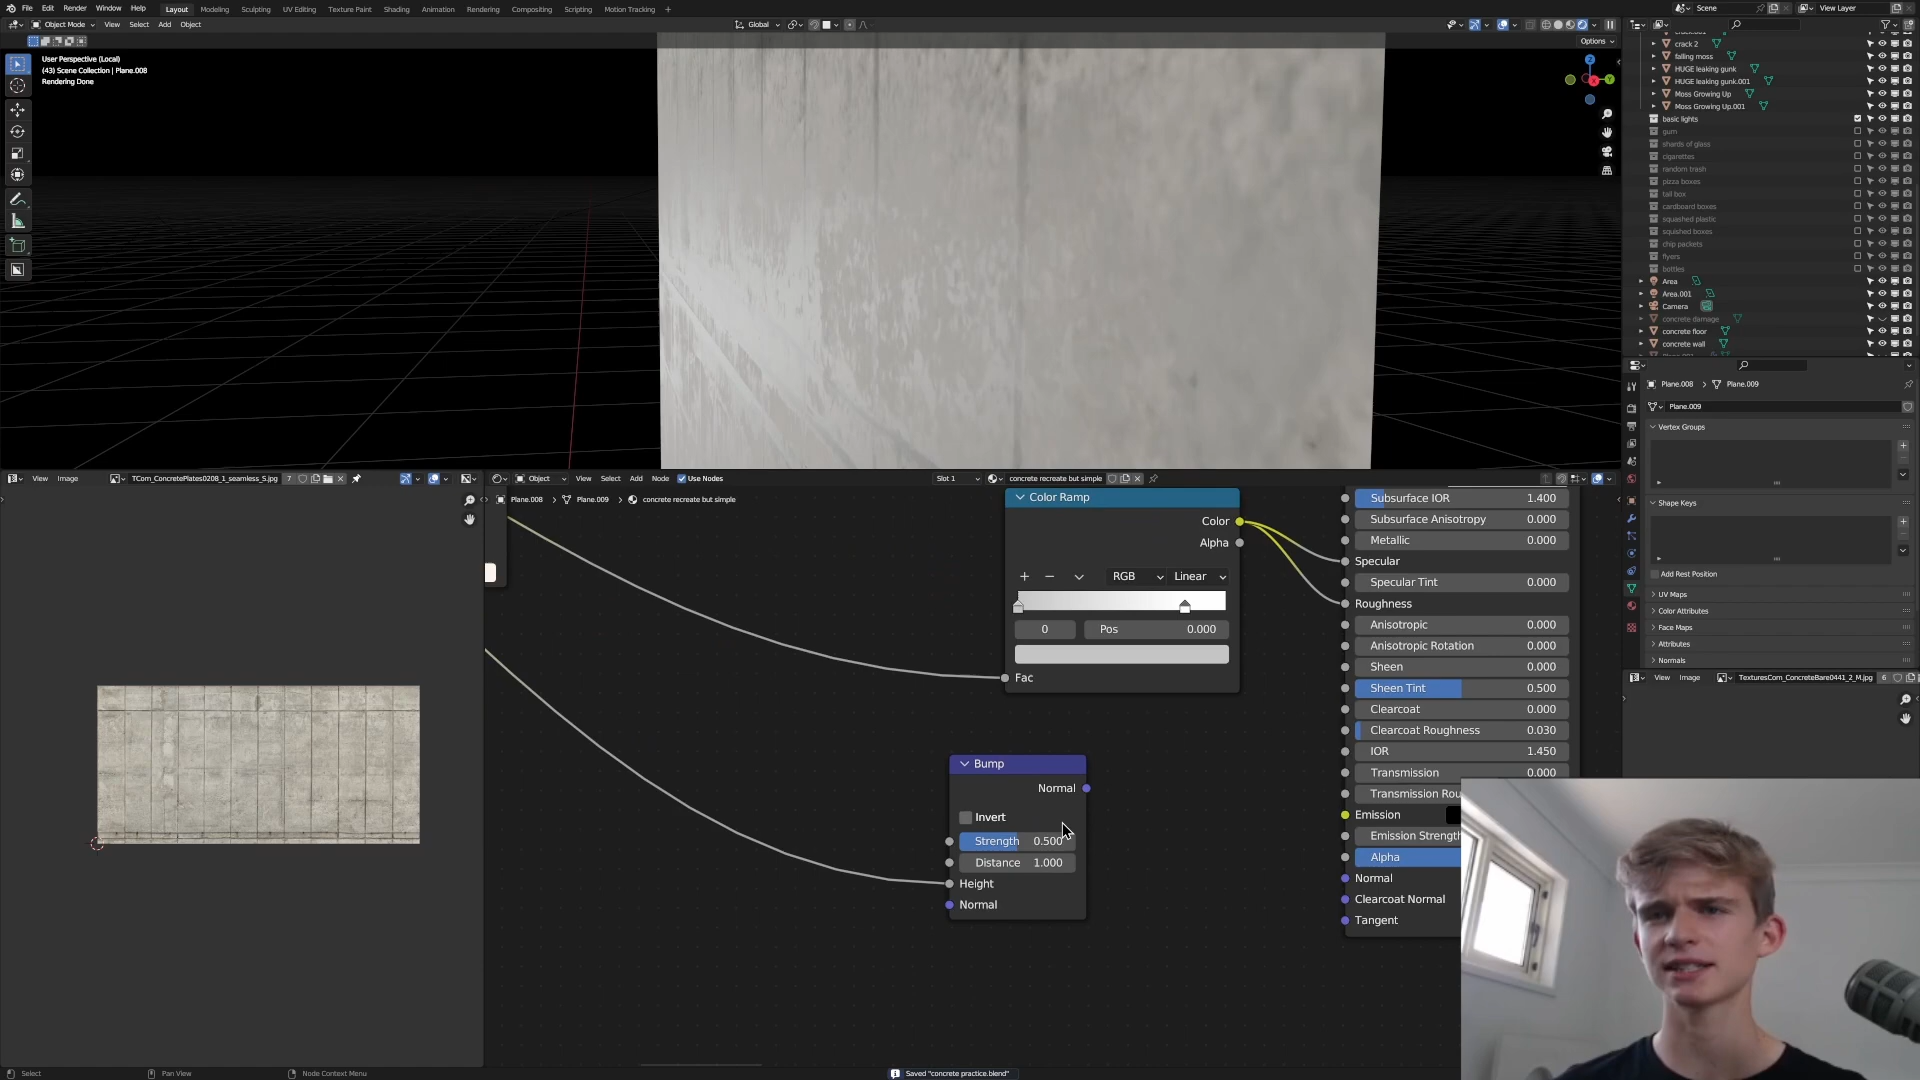 File Edit Render Window Help Layout Modeling Sculpting UV Editing Texture Paint Shading Animation Rendering Compositing Scripting Motion Tracking + Scene View Layer
Object Mode View Select Add Object Global
Options
User Perspective (Local)
(43) Scene Collection | Plane.008
Rendering Done
crack 2
falling moss
HUGE leaking gunk
HUGE leaking gunk.001
Moss Growing Up
Moss Growing Up.001
basic lights
gum
shards of glass
cigarettes
random trash
pizza boxes
tall box
cardboard boxes
squashed plastic
squished boxes
chip packets
flyers
bottles
Area
Area.001
Camera
concrete damage
concrete floor
concrete wall
Plane.008 > Plane.009
Plane.009
Vertex Groups
Shape Keys
Add Rest Position
UV Maps
Color Attributes
Face Maps
Attributes
Normals
View Image TexturesCom_ConcreteBare0441_2_M.jpg 6
View Image TCom_ConcretePlates0208_1_seamless_S.jpg 7
Object View Select Add Node Use Nodes Slot 1 concrete recreate but simple
Plane.008 > Plane.009 > concrete recreate but simple
Color Ramp
Color
Alpha
RGB Linear
0 Pos 0.000
Fac
Bump
Normal
Invert
Strength 0.500
Distance 1.000
Height
Normal
Subsurface IOR 1.400
Subsurface Anisotropy 0.000
Metallic 0.000
Specular
Specular Tint 0.000
Roughness
Anisotropic 0.000
Anisotropic Rotation 0.000
Sheen 0.000
Sheen Tint 0.500
Clearcoat 0.000
Clearcoat Roughness 0.030
IOR 1.450
Transmission 0.000
Transmission Rou
Emission
Emission Strengt
Alpha
Normal
Clearcoat Normal
Tangent
Select Pan View Node Context Menu Saved "concrete practice.blend"